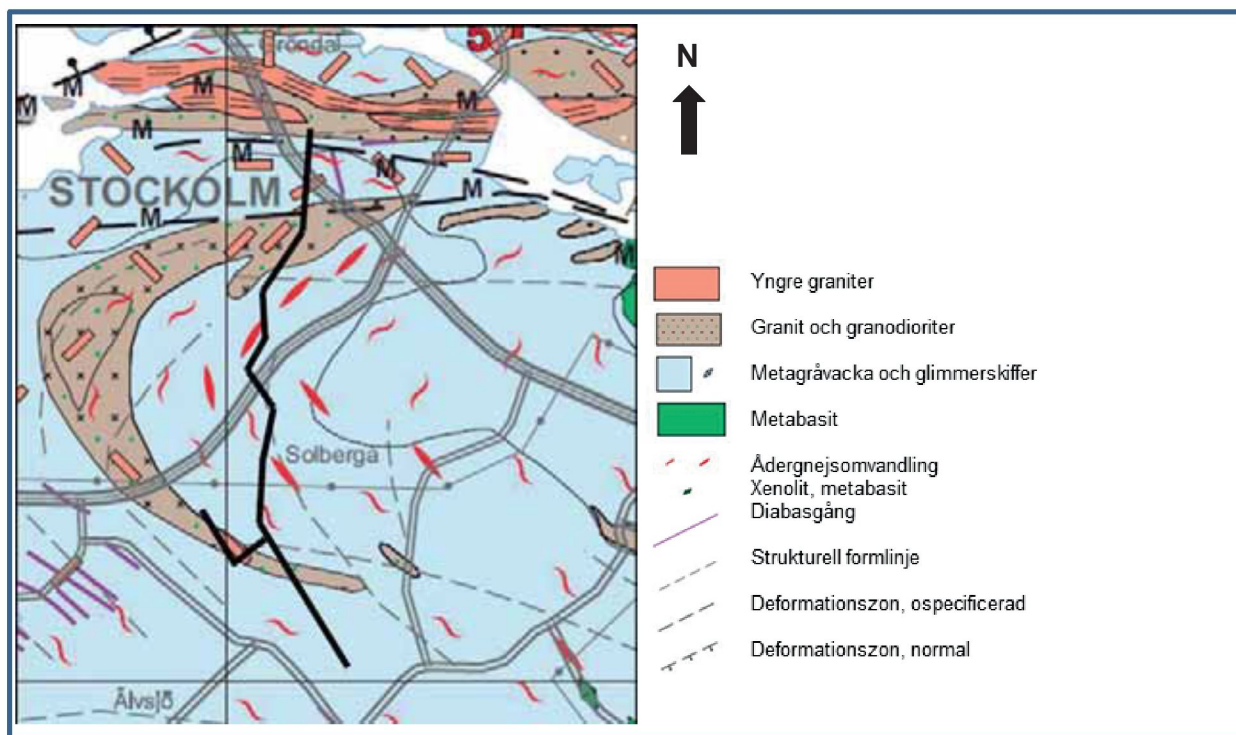 Gröndal
M
M
M
M
M
M
STOCKOLM
M
M
M
Solberga
Älvsjö
N
Yngre graniter
Granit och granodioriter
Metagråvacka och glimmerskiffer
Metabasit
Ådergnejsomvandling
Xenolit, metabasit
Diabasgång
Strukturell formlinje
Deformationszon, ospecificerad
Deformationszon, normal